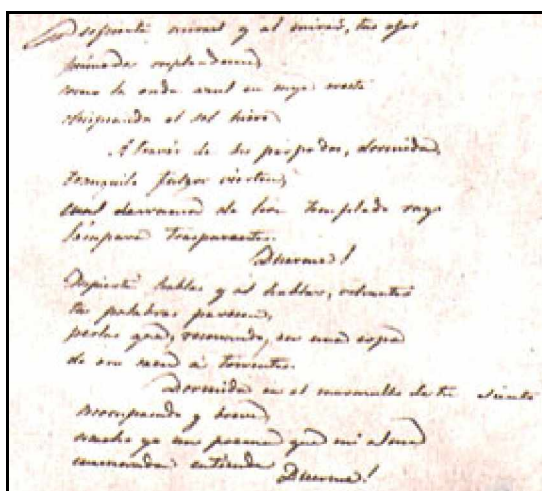 Despierta miras y al mirar, tus ojos
húmedos resplandecen
como la onda azul en cuya cresta
chispeando el sol hiere
A través de tus párpados, dormida,
tranquilo fulgor viertes,
cual derrama de luz templado rayo
lámpara trasparente.
Duerme!
Despierta hablas y al hablar, vibrantes
tus palabras parecen
perlas que, en una copa
de oro a torrentes.
dormida en el murmullo de tu aliento
acompasado y tenue
escucho yo un poema que mi alma
enamorada entiende Duerme!